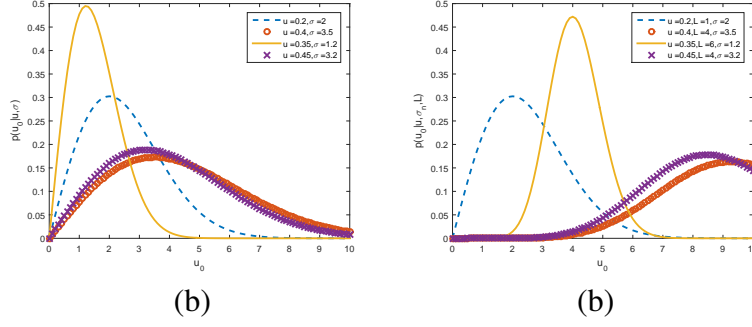 0.5
0.45
0.4
0.35
0.3
0.25
0.2
0.15
0.1
0.05
0
p(u0|u,σ)
u =0.2,σ =2
u =0.4,σ =3.5
u =0.35,σ =1.2
u =0.45,σ =3.2
0 1 2 3 4 5 6 7 8 9 10
u0
(b)
0.5
0.45
0.4
0.35
0.3
0.25
0.2
0.15
0.1
0.05
0
p(u0|u,σn,L)
u =0.2,L =1,σ =2
u =0.4,L =4,σ =3.5
u =0.35,L =6,σ =1.2
u =0.45,L =4,σ =3.2
0 1 2 3 4 5 6 7 8 9 10
u0
(b)